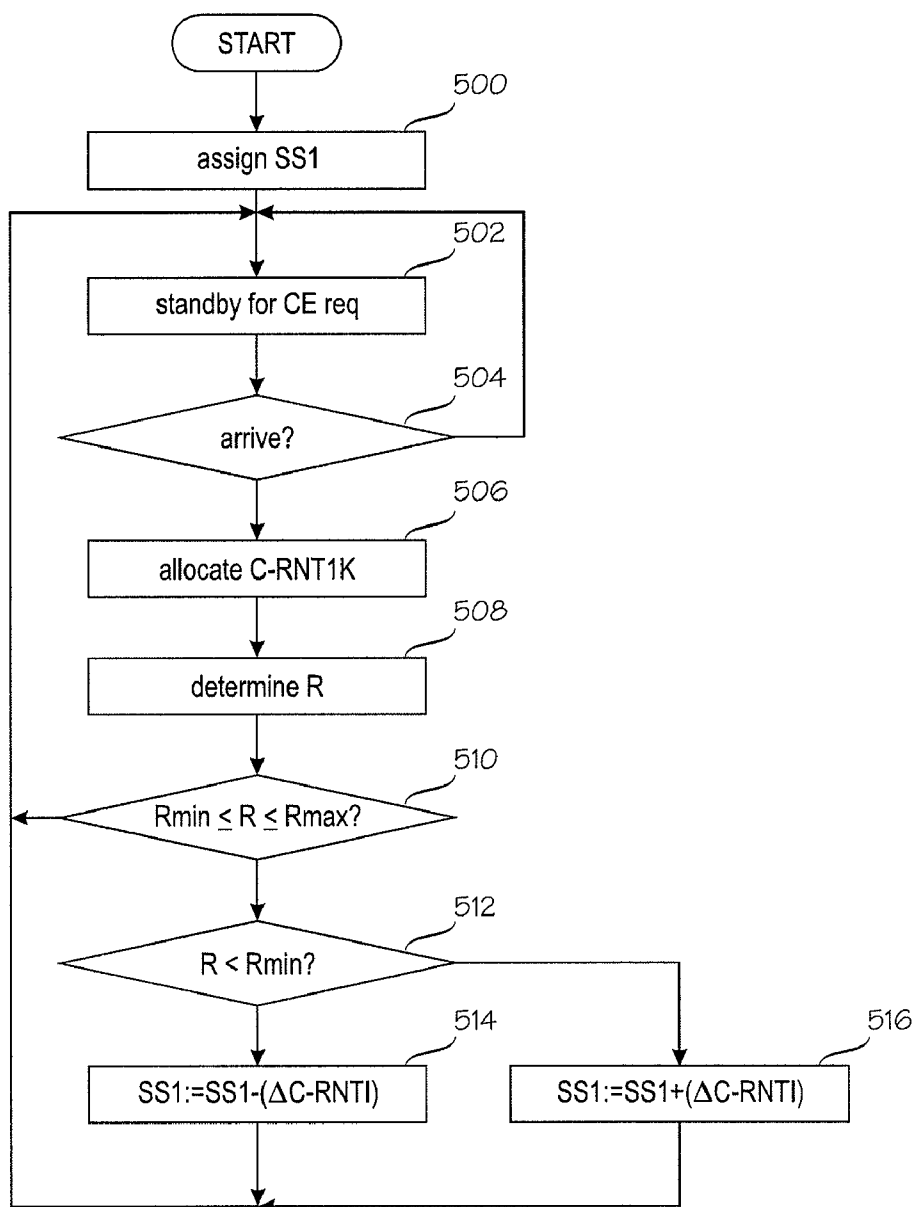 START
500
assign SS1
502
standby for CE req
504
arrive?
506
allocate C-RNT1K
508
determine R
510
Rmin ≤ R ≤ Rmax?
512
R < Rmin?
514
SS1:=SS1-(ΔC-RNTI)
516
SS1:=SS1+(ΔC-RNTI)